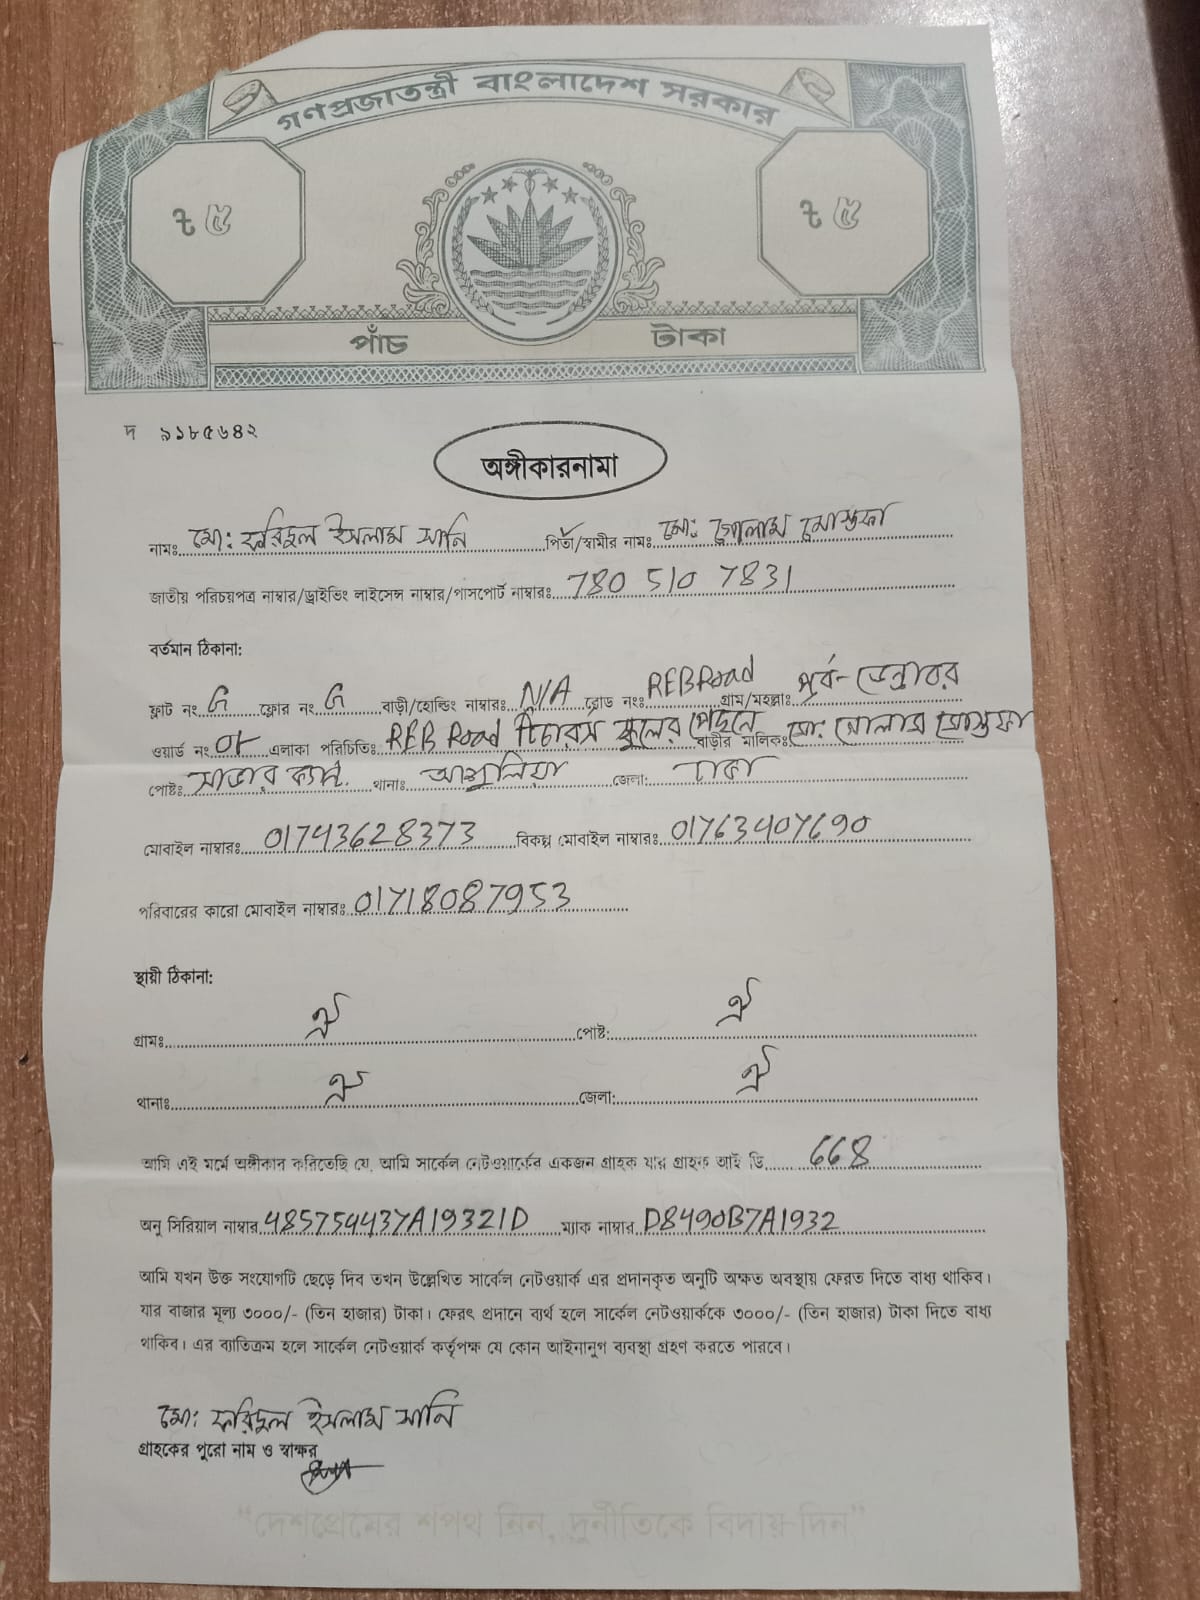 গণপ্রজাতন্ত্রী বাংলাদেশ সরকার
৳ ৫ ৳ ৫
পাঁচ টাকা
দ ৯১৮৫৬৪২
অঙ্গীকারনামা
নামঃ মো: ফরিদুল ইসলাম সানি পিতা/স্বামীর নামঃ মো: গোলাম মোস্তফা
জাতীয় পরিচয়পত্র নাম্বার/ড্রাইভিং লাইসেন্স নাম্বার/পাসপোর্ট নাম্বারঃ 780 510 7831
বর্তমান ঠিকানা:
ফ্লাট নং G ফ্লোর নং G বাড়ী/হোল্ডিং নাম্বারঃ N/A রোড নংঃ REB Road গ্রাম/মহল্লাঃ পূর্ব-ডেন্ডাবর
ওয়ার্ড নং এলাকা পরিচিতিঃ REB Road টিচারস স্কুলের পেছনে বাড়ীর মালিকঃ মো: গোলাম মোস্তফা
পোষ্টঃ সাভার ক্যান্ট. থানাঃ আশুলিয়া জেলা: ঢাকা
মোবাইল নাম্বারঃ 01743628373 বিকল্প মোবাইল নাম্বারঃ 01763407690
পরিবারের কারো মোবাইল নাম্বারঃ 01718087953
স্থায়ী ঠিকানা:
গ্রামঃ ঐ পোষ্ট: ঐ
থানাঃ ঐ জেলা: ঐ
আমি এই মর্মে অঙ্গীকার করিতেছি যে, আমি সার্কেল নেটওয়ার্কের একজন গ্রাহক যার গ্রাহক আই ডি 668
অনু সিরিয়াল নাম্বার 485754437A19321D ম্যাক নাম্বার D8490B7A1932
আমি যখন উক্ত সংযোগটি ছেড়ে দিব তখন উল্লেখিত সার্কেল নেটওয়ার্ক এর প্রদানকৃত অনুটি অক্ষত অবস্থায় ফেরত দিতে বাধ্য থাকিব।
যার বাজার মূল্য ৩০০০/- (তিন হাজার) টাকা। ফেরৎ প্রদানে ব্যর্থ হলে সার্কেল নেটওয়ার্ককে ৩০০০/- (তিন হাজার) টাকা দিতে বাধ্য
থাকিব। এর ব্যাতিক্রম হলে সার্কেল নেটওয়ার্ক কর্তৃপক্ষ যে কোন আইনানুগ ব্যবস্থা গ্রহণ করতে পারবে।
মো: ফরিদুল ইসলাম সানি
গ্রাহকের পুরো নাম ও স্বাক্ষর
"দেশপ্রেমের শপথ নিন, দুর্নীতিকে বিদায় দিন"